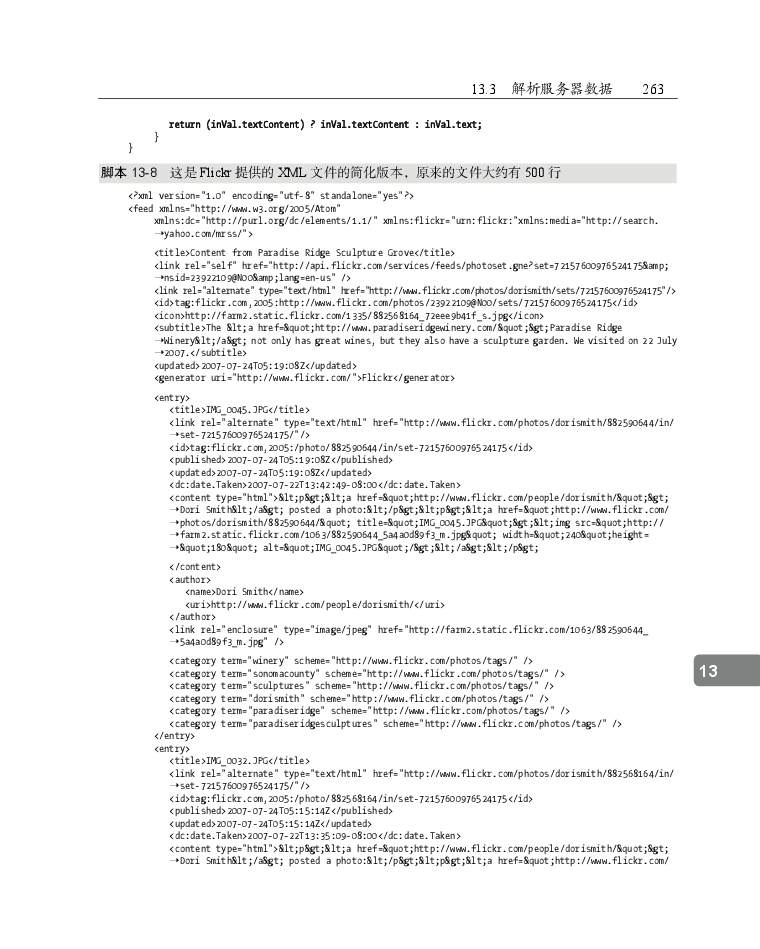 13.3 解析服务器数据 263
return (inVal.textContent) ? inVal.textContent : inVal.text;
}
}
脚本 13-8 这是 Flickr 提供的 XML 文件的简化版本，原来的文件大约有 500 行
<?xml version="1.0" encoding="utf-8" standalone="yes"?>
<feed xmlns="http://www.w3.org/2005/Atom"
xmlns:dc="http://purl.org/dc/elements/1.1/" xmlns:flickr="urn:flickr:"xmlns:media="http://search.
→yahoo.com/mrss/">
<title>Content from Paradise Ridge Sculpture Grove</title>
<link rel="self" href="http://api.flickr.com/services/feeds/photoset.gne?set=72157600976524175&amp;
→nsid=23922109@N00&amp;lang=en-us" />
<link rel="alternate" type="text/html" href="http://www.flickr.com/photos/dorismith/sets/72157600976524175"/>
<id>tag:flickr.com,2005:http://www.flickr.com/photos/23922109@N00/sets/72157600976524175</id>
<icon>http://farm2.static.flickr.com/1335/882568164_72eee9b41f_s.jpg</icon>
<subtitle>The &lt;a href=&quot;http://www.paradiseridgewinery.com/&quot;&gt;Paradise Ridge
→Winery&lt;/a&gt; not only has great wines, but they also have a sculpture garden. We visited on 22 July
→2007.</subtitle>
<updated>2007-07-24T05:19:08Z</updated>
<generator uri="http://www.flickr.com/">Flickr</generator>
<entry>
<title>IMG_0045.JPG</title>
<link rel="alternate" type="text/html" href="http://www.flickr.com/photos/dorismith/882590644/in/
→set-72157600976524175/"/>
<id>tag:flickr.com,2005:/photo/882590644/in/set-72157600976524175</id>
<published>2007-07-24T05:19:08Z</published>
<updated>2007-07-24T05:19:08Z</updated>
<dc:date.Taken>2007-07-22T13:42:49-08:00</dc:date.Taken>
<content type="html">&lt;p&gt;&lt;a href=&quot;http://www.flickr.com/people/dorismith/&quot;&gt;
→Dori Smith&lt;/a&gt; posted a photo:&lt;/p&gt;&lt;p&gt;&lt;a href=&quot;http://www.flickr.com/
→photos/dorismith/882590644/&quot; title=&quot;IMG_0045.JPG&quot;&gt;&lt;img src=&quot;http://
→farm2.static.flickr.com/1063/882590644_5a4a0d89f3_m.jpg&quot; width=&quot;240&quot;height=
→&quot;180&quot; alt=&quot;IMG_0045.JPG&quot;/&gt;&lt;/a&gt;&lt;/p&gt;
</content>
<author>
<name>Dori Smith</name>
<uri>http://www.flickr.com/people/dorismith/</uri>
</author>
<link rel="enclosure" type="image/jpeg" href="http://farm2.static.flickr.com/1063/882590644_
→5a4a0d89f3_m.jpg" />
<category term="winery" scheme="http://www.flickr.com/photos/tags/" />
<category term="sonomacounty" scheme="http://www.flickr.com/photos/tags/" />
<category term="sculptures" scheme="http://www.flickr.com/photos/tags/" />
<category term="dorismith" scheme="http://www.flickr.com/photos/tags/" />
<category term="paradiseridge" scheme="http://www.flickr.com/photos/tags/" />
<category term="paradiseridgesculptures" scheme="http://www.flickr.com/photos/tags/" />
</entry>
<entry>
<title>IMG_0032.JPG</title>
<link rel="alternate" type="text/html" href="http://www.flickr.com/photos/dorismith/882568164/in/
→set-72157600976524175/"/>
<id>tag:flickr.com,2005:/photo/882568164/in/set-72157600976524175</id>
<published>2007-07-24T05:15:14Z</published>
<updated>2007-07-24T05:15:14Z</updated>
<dc:date.Taken>2007-07-22T13:35:09-08:00</dc:date.Taken>
<content type="html">&lt;p&gt;&lt;a href=&quot;http://www.flickr.com/people/dorismith/&quot;&gt;
→Dori Smith&lt;/a&gt; posted a photo:&lt;/p&gt;&lt;p&gt;&lt;a href=&quot;http://www.flickr.com/
13